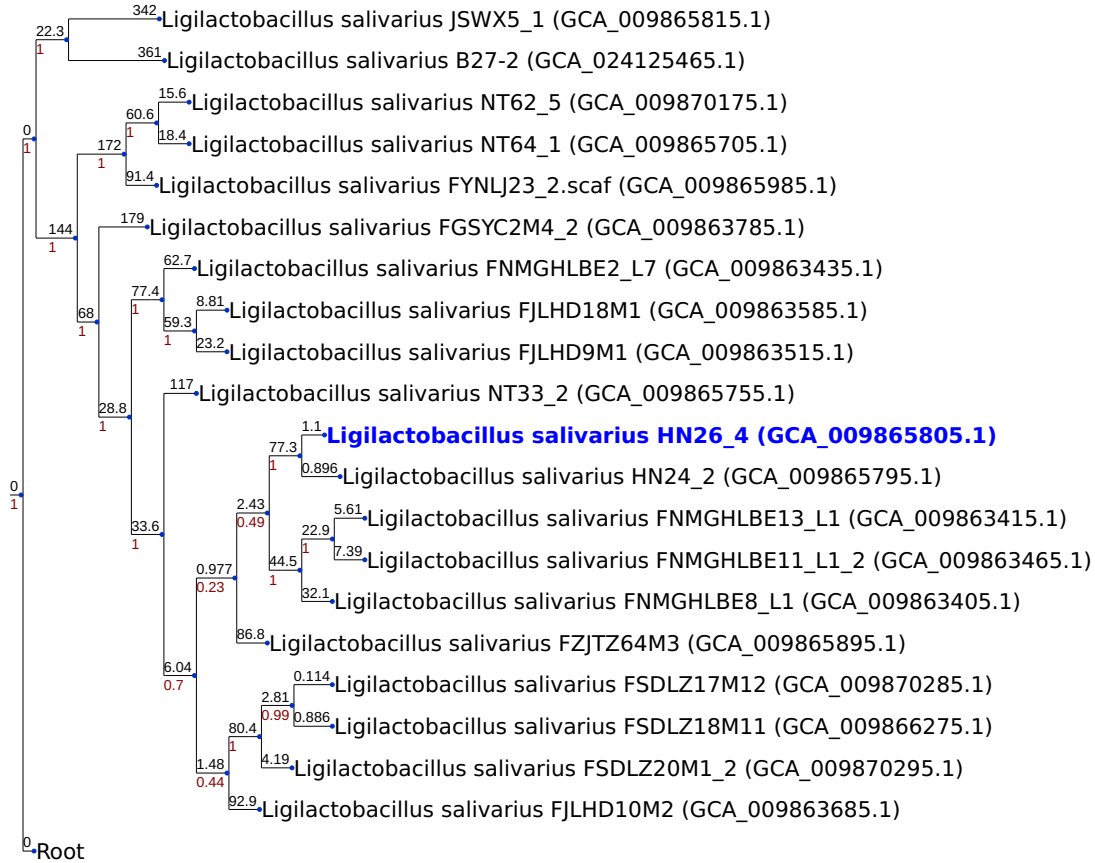 342 Ligilactobacillus salivarius JSWX5_1 (GCA_009865815.1)
22.3
1
361 Ligilactobacillus salivarius B27-2 (GCA_024125465.1)
15.6 Ligilactobacillus salivarius NT62_5 (GCA_009870175.1)
60.6
1
0
1
18.4 Ligilactobacillus salivarius NT64_1 (GCA_009865705.1)
172
1
91.4 Ligilactobacillus salivarius FYNLJ23_2.scaf (GCA_009865985.1)
179 Ligilactobacillus salivarius FGSYC2M4_2 (GCA_009863785.1)
144
1
62.7 Ligilactobacillus salivarius FNMGHLBE2_L7 (GCA_009863435.1)
77.4
1
8.81 Ligilactobacillus salivarius FJLHD18M1 (GCA_009863585.1)
68
1
59.3
1
23.2 Ligilactobacillus salivarius FJLHD9M1 (GCA_009863515.1)
117 Ligilactobacillus salivarius NT33_2 (GCA_009865755.1)
28.8
1
1.1 Ligilactobacillus salivarius HN26_4 (GCA_009865805.1)
77.3
1
0.896 Ligilactobacillus salivarius HN24_2 (GCA_009865795.1)
0
1
2.43
0.49
5.61 Ligilactobacillus salivarius FNMGHLBE13_L1 (GCA_009863415.1)
33.6
1
22.9
1
7.39 Ligilactobacillus salivarius FNMGHLBE11_L1_2 (GCA_009863465.1)
44.5
1
0.977
0.23
32.1 Ligilactobacillus salivarius FNMGHLBE8_L1 (GCA_009863405.1)
86.8 Ligilactobacillus salivarius FZJTZ64M3 (GCA_009865895.1)
6.04
0.7
0.114 Ligilactobacillus salivarius FSDLZ17M12 (GCA_009870285.1)
2.81
0.99
0.886 Ligilactobacillus salivarius FSDLZ18M11 (GCA_009866275.1)
80.4
1
4.19 Ligilactobacillus salivarius FSDLZ20M1_2 (GCA_009870295.1)
1.48
0.44
92.9 Ligilactobacillus salivarius FJLHD10M2 (GCA_009863685.1)
0 Root